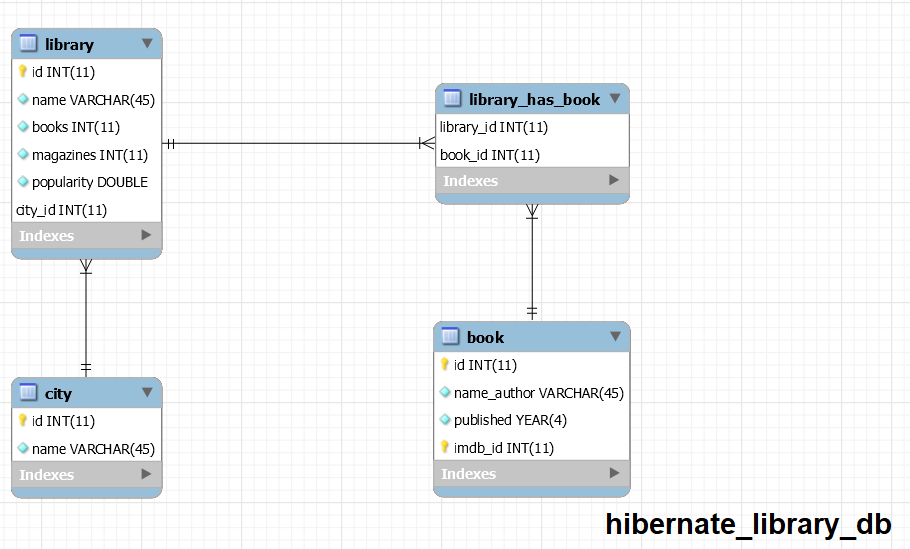 library
id INT(11)
name VARCHAR(45)
books INT(11)
magazines INT(11)
popularity DOUBLE
city_id INT(11)
Indexes
library_has_book
library_id INT(11)
book_id INT(11)
Indexes
city
id INT(11)
name VARCHAR(45)
Indexes
book
id INT(11)
name_author VARCHAR(45)
published YEAR(4)
imdb_id INT(11)
Indexes
hibernate_library_db